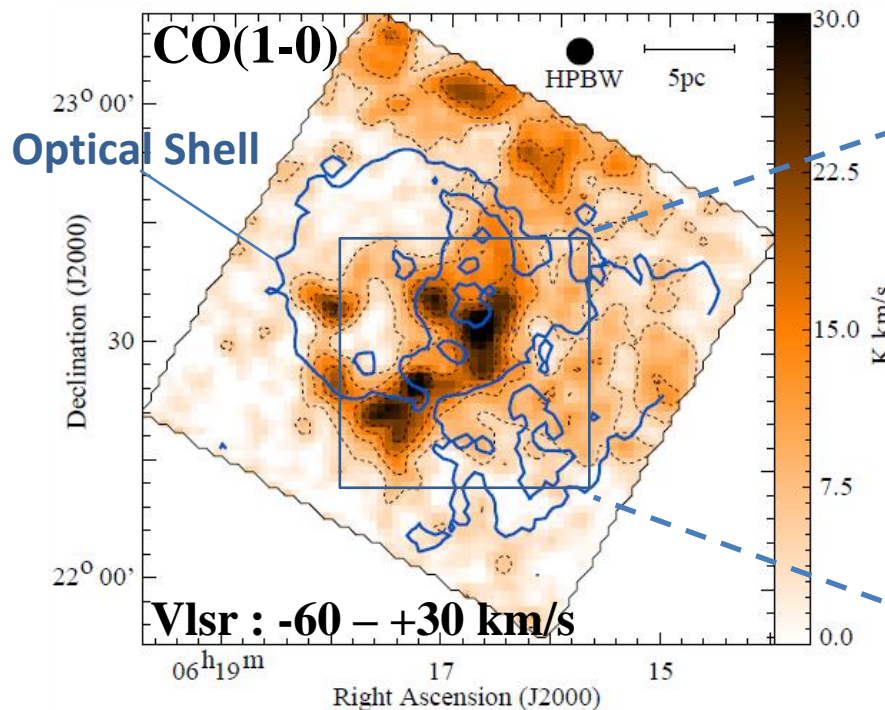 CO(1-0)
HPBW
5pc
30.0
23° 00'
Optical Shell
22.5
Declination (J2000)
30
15.0
K km/s
7.5
22° 00'
Vlsr : -60 – +30 km/s
0.0
06ʰ19ᵐ
17
15
Right Ascension (J2000)